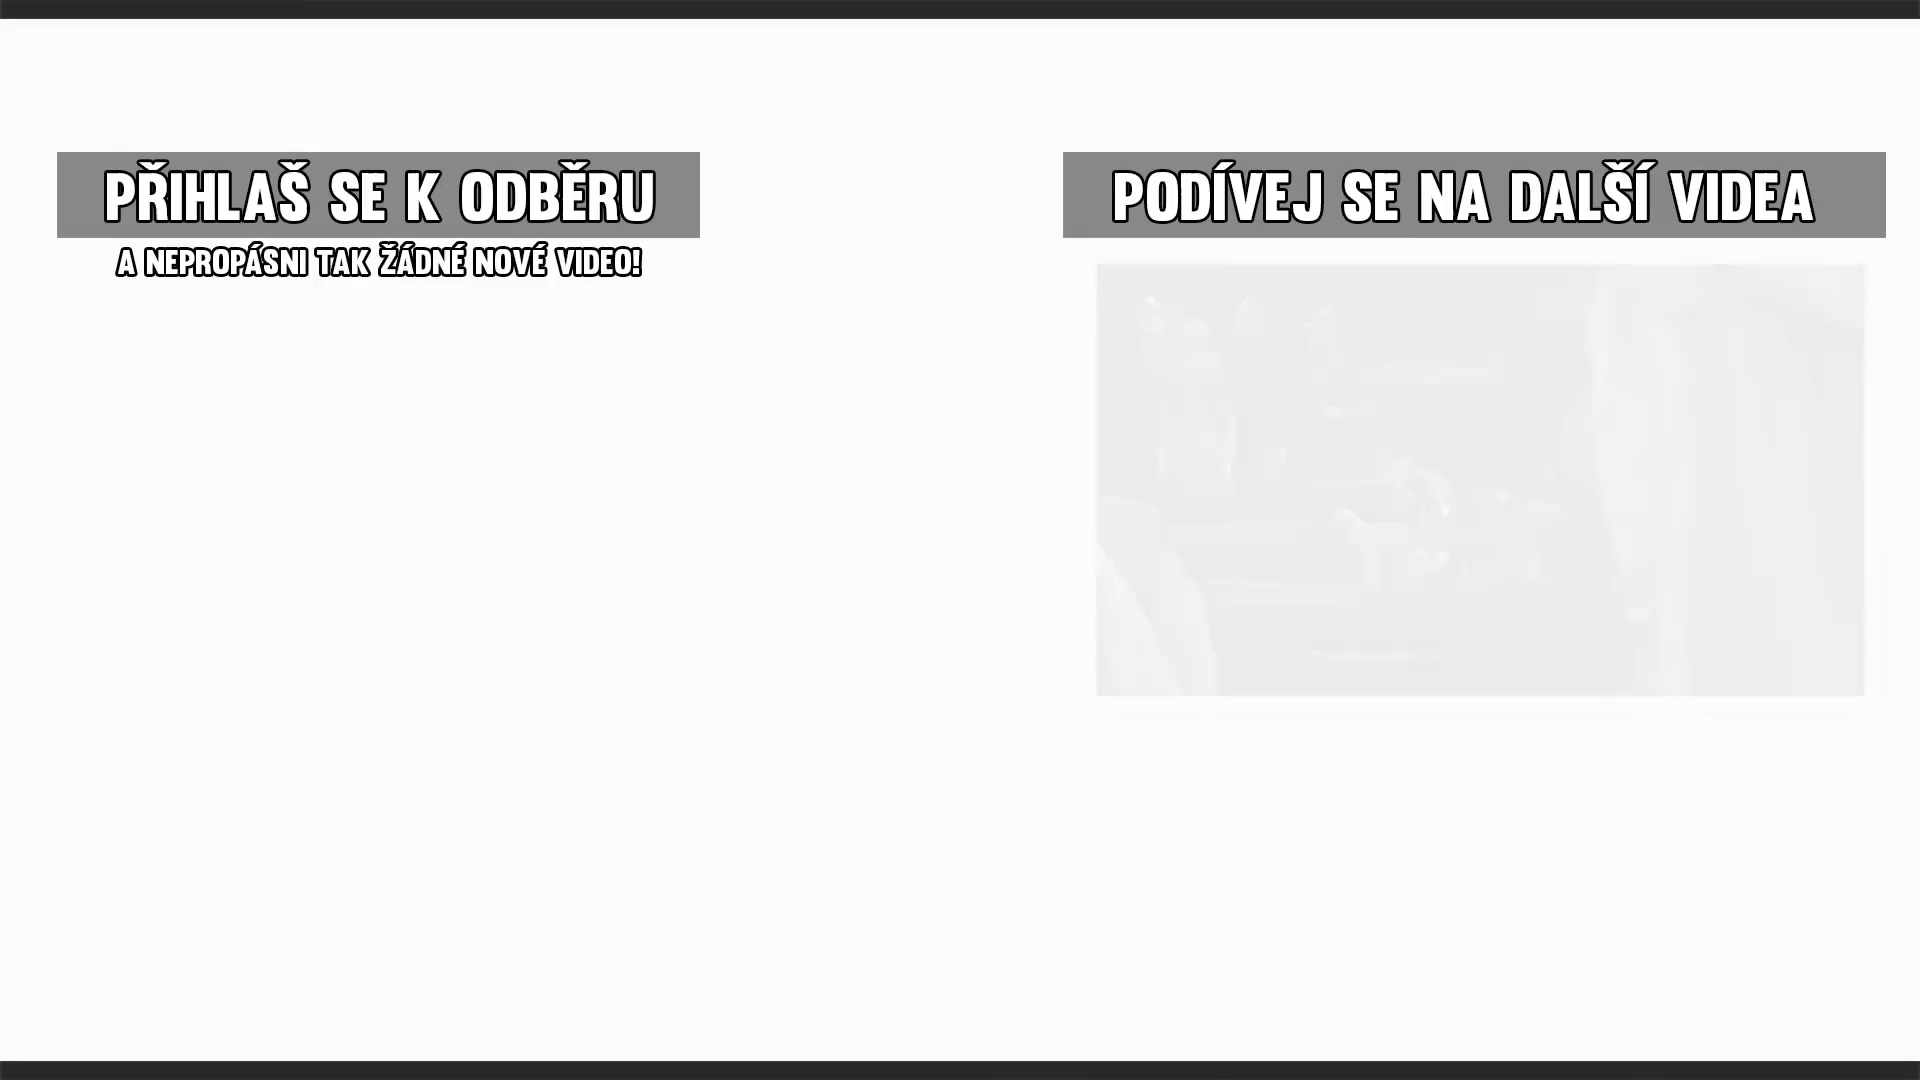 PŘIHLAŠ SE K ODBĚRU
A NEPROPÁSNI TAK ŽÁDNÉ NOVÉ VIDEO!
PODÍVEJ SE NA DALŠÍ VIDEA